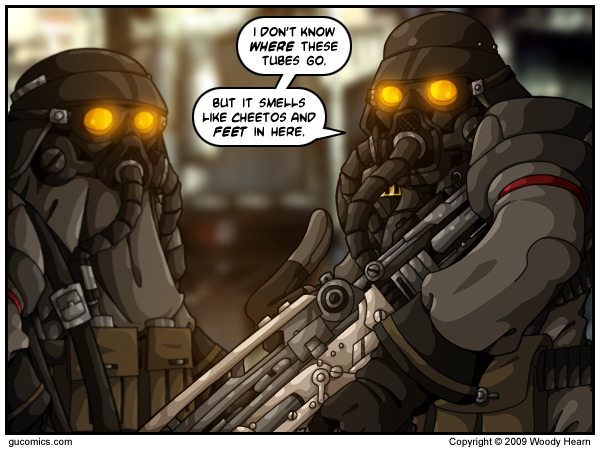 I DON'T KNOW
WHERE THESE
TUBES GO.
BUT IT SMELLS
LIKE CHEETOS AND
FEET IN HERE.
gucomics.com
Copyright © 2009 Woody Hearn